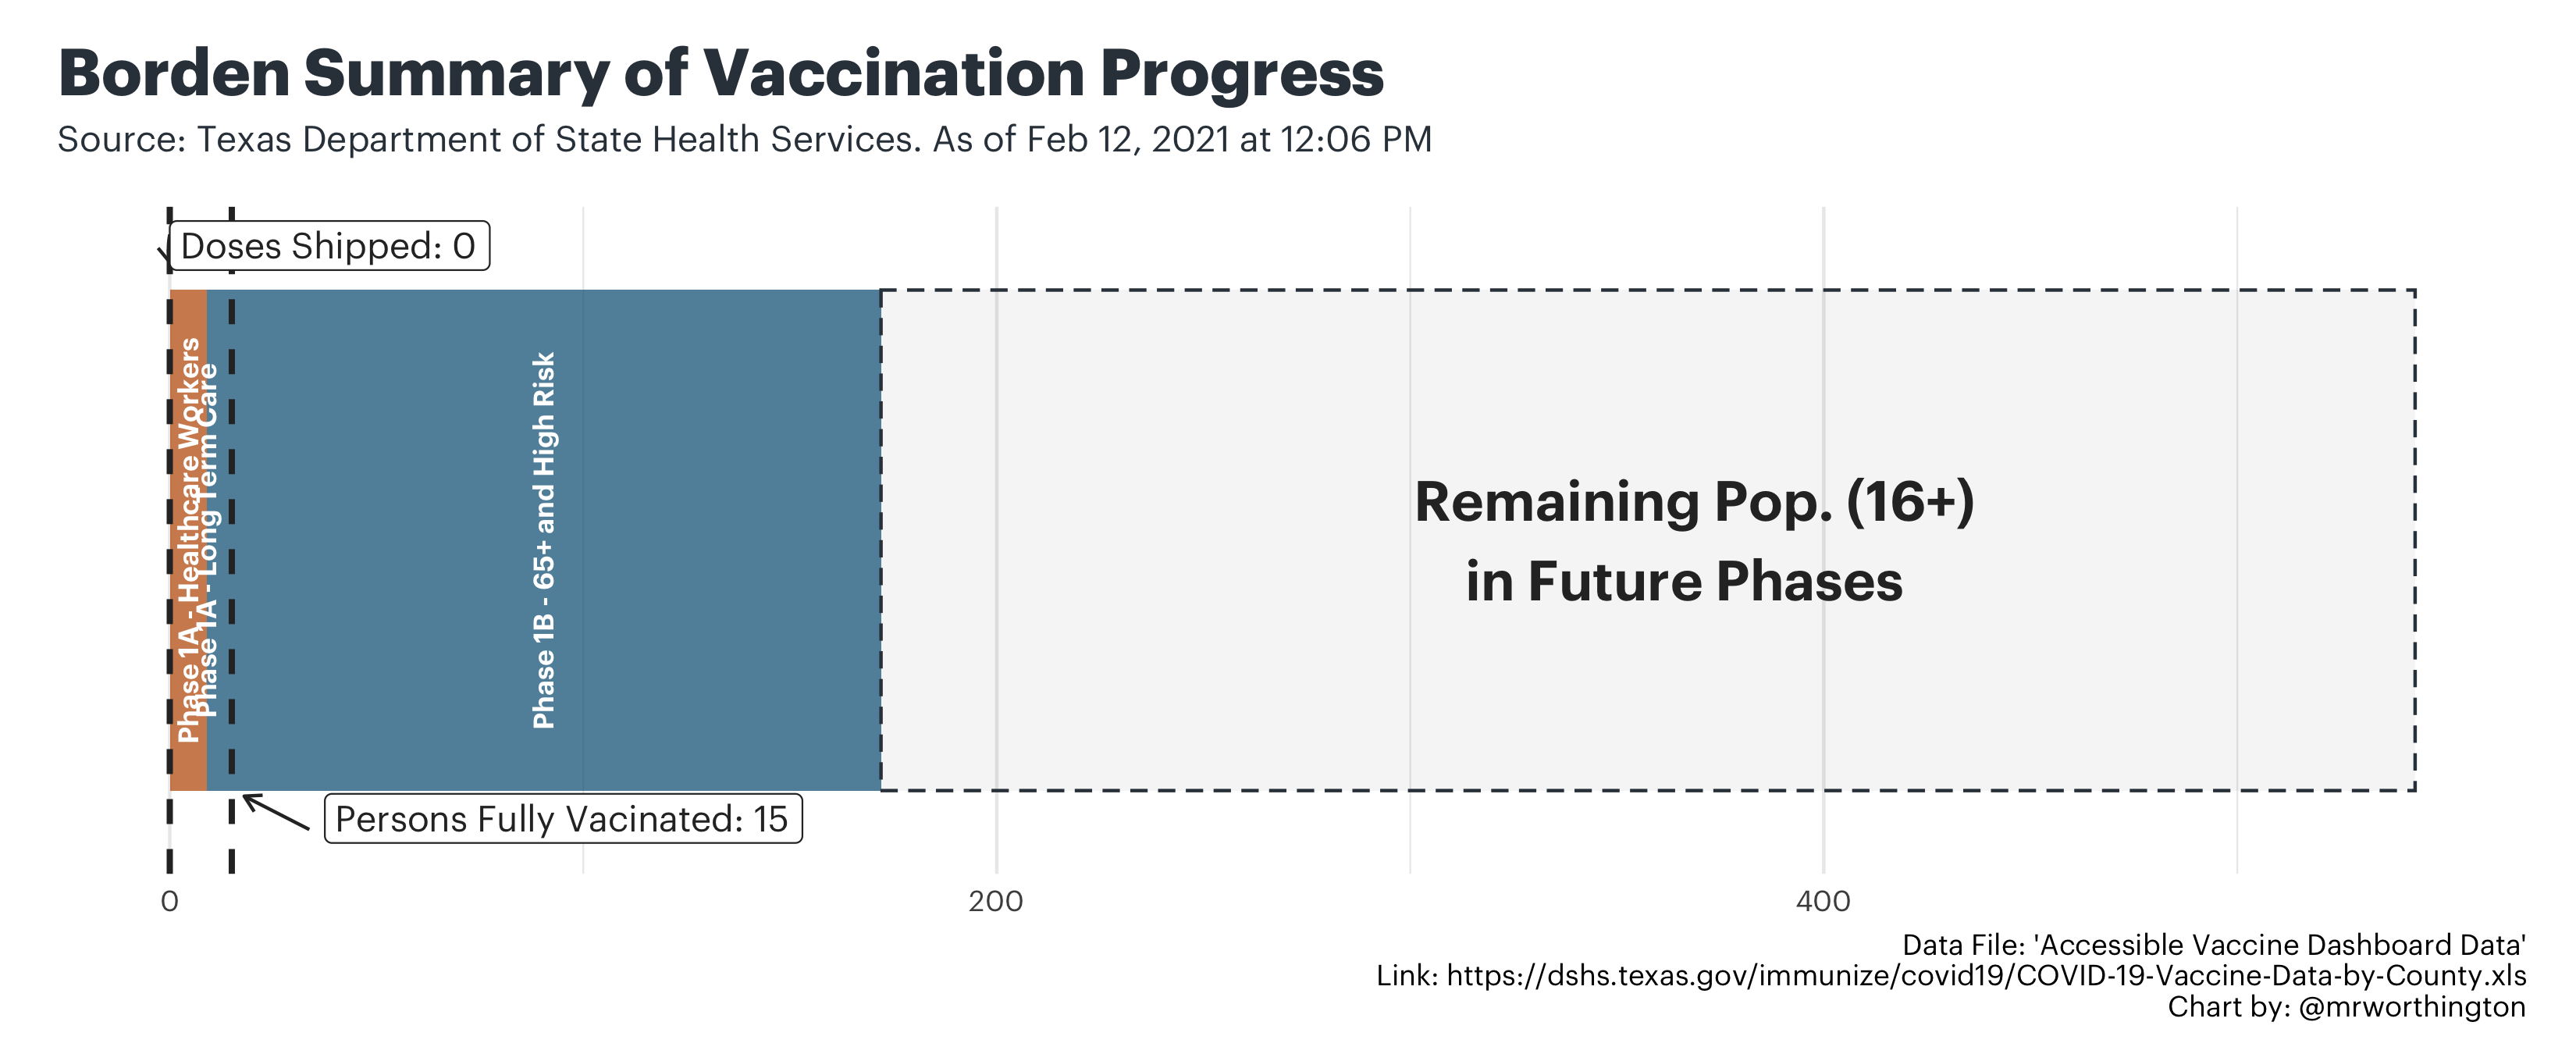 Borden Summary of Vaccination Progress
Source: Texas Department of State Health Services. As of Feb 12, 2021 at 12:06 PM
Doses Shipped: 0
Phase 1A - Healthcare Workers
Phase 1A - Long Term Care
Phase 1B - 65+ and High Risk
Remaining Pop. (16+)
in Future Phases
Persons Fully Vacinated: 15
0
200
400
Data File: 'Accessible Vaccine Dashboard Data'
Link: https://dshs.texas.gov/immunize/covid19/COVID-19-Vaccine-Data-by-County.xls
Chart by: @mrworthington